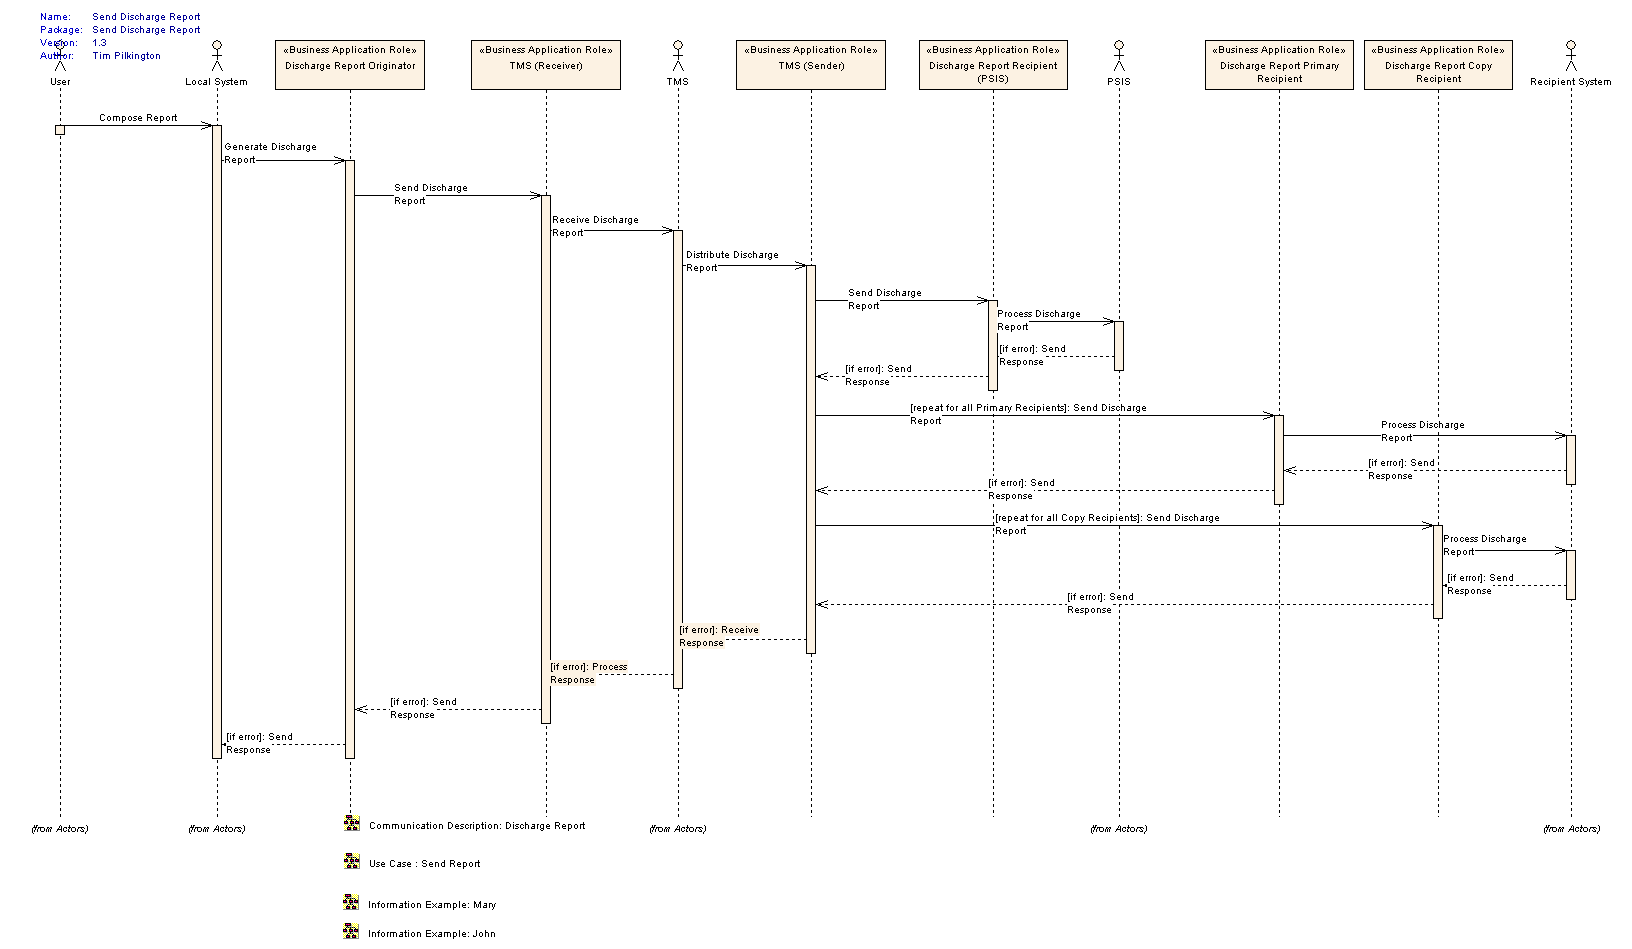 Name: Send Discharge Report
Package: Send Discharge Report
Version: 1.3
Author: Tim Pilkington
User
Local System
«Business Application Role»
Discharge Report Originator
«Business Application Role»
TMS (Receiver)
TMS
«Business Application Role»
TMS (Sender)
«Business Application Role»
Discharge Report Recipient
(PSIS)
PSIS
«Business Application Role»
Discharge Report Primary
Recipient
«Business Application Role»
Discharge Report Copy
Recipient
Recipient System
Compose Report
Generate Discharge
Report
Send Discharge
Report
Receive Discharge
Report
Distribute Discharge
Report
Send Discharge
Report
Process Discharge
Report
[if error]: Send
Response
[if error]: Send
Response
[repeat for all Primary Recipients]: Send Discharge
Report
Process Discharge
Report
[if error]: Send
Response
[if error]: Send
Response
[repeat for all Copy Recipients]: Send Discharge
Report
Process Discharge
Report
[if error]: Send
Response
[if error]: Send
Response
[if error]: Receive
Response
[if error]: Process
Response
[if error]: Send
Response
[if error]: Send
Response
(from Actors)
(from Actors)
(from Actors)
(from Actors)
(from Actors)
Communication Description: Discharge Report
Use Case : Send Report
Information Example: Mary
Information Example: John